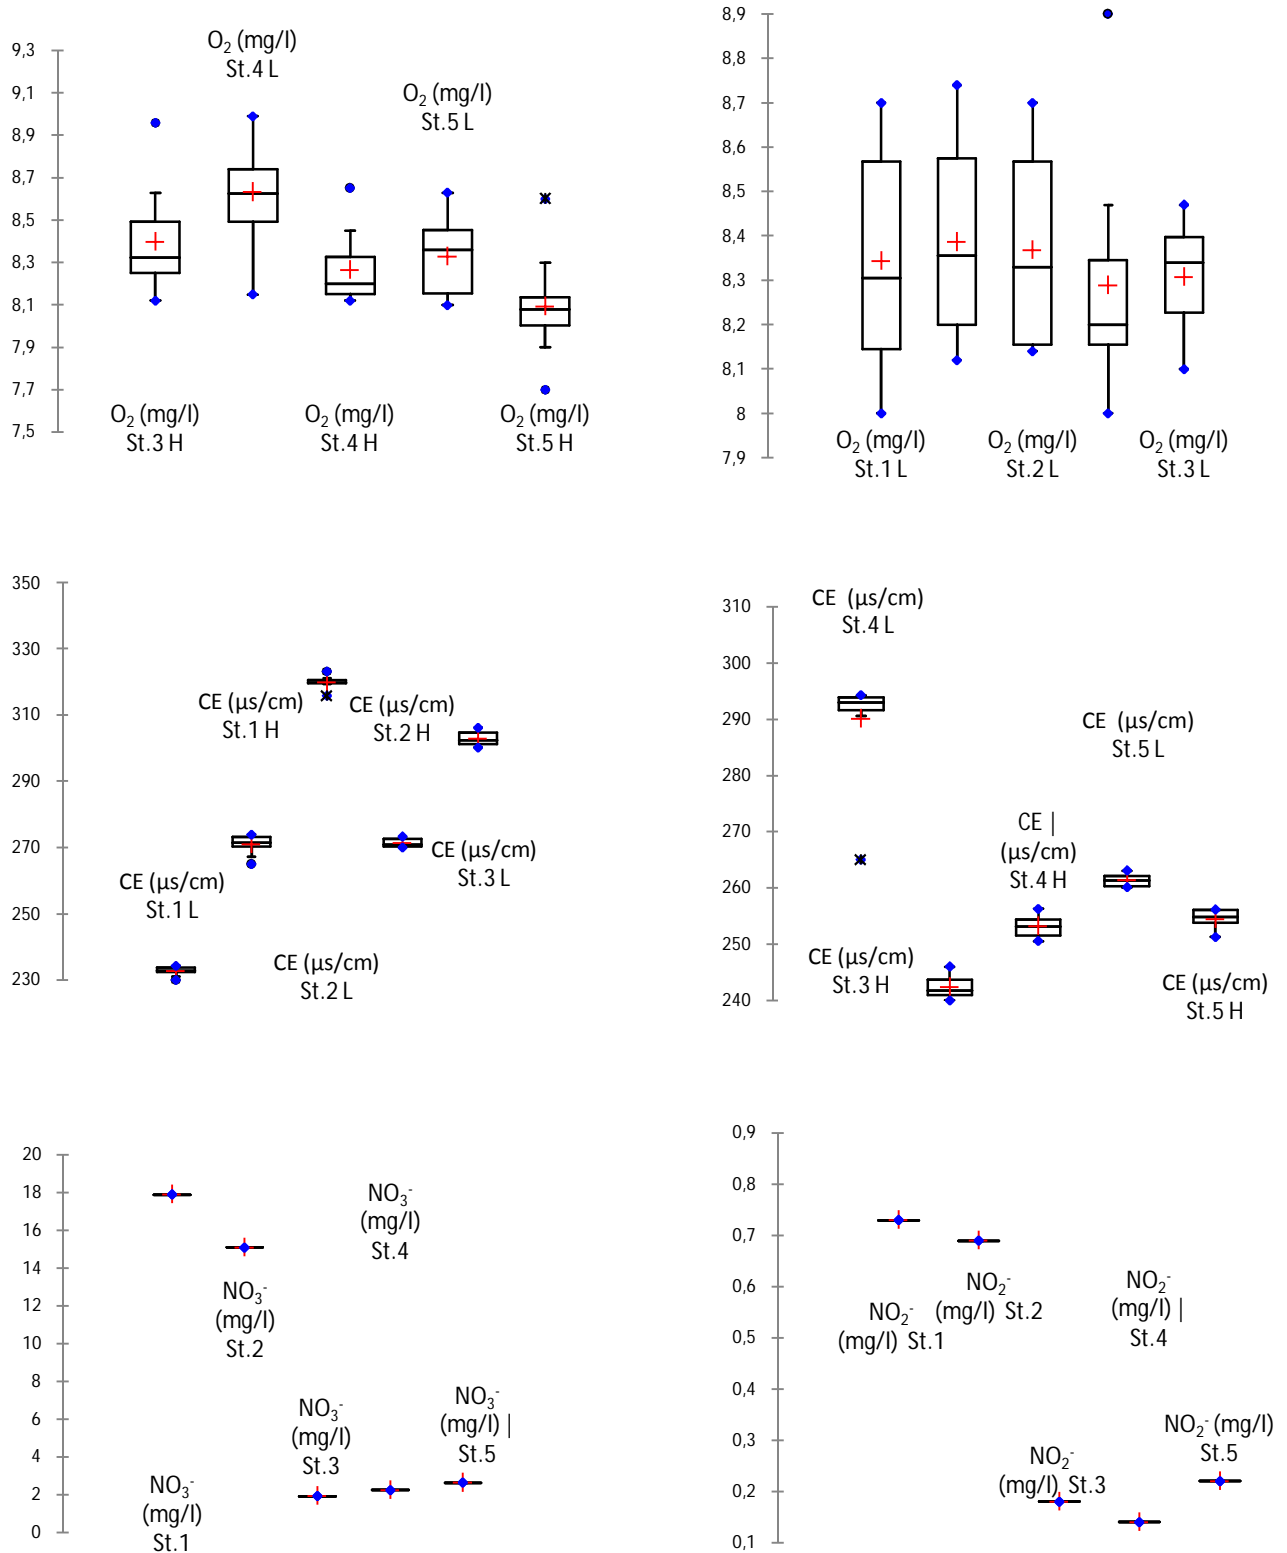 O₂ (mg/l)
St.4 L
9,3
9,1
8,9
8,7
8,5
8,3
8,1
7,9
7,7
7,5
O₂ (mg/l)
St.5 L
O₂ (mg/l)
St.3 H
O₂ (mg/l)
St.4 H
O₂ (mg/l)
St.5 H
8,9
8,8
8,7
8,6
8,5
8,4
8,3
8,2
8,1
8
7,9
O₂ (mg/l)
St.1 L
O₂ (mg/l)
St.2 L
O₂ (mg/l)
St.3 L
350
330
310
290
270
250
230
CE (µs/cm)
St.1 H
CE (µs/cm)
St.2 H
CE (µs/cm)
St.3 L
CE (µs/cm)
St.1 L
CE (µs/cm)
St.2 L
310
300
290
280
270
260
250
240
CE (µs/cm)
St.4 L
CE (µs/cm)
St.5 L
CE |
(µs/cm)
St.4 H
CE (µs/cm)
St.3 H
CE (µs/cm)
St.5 H
20
18
16
14
12
10
8
6
4
2
0
NO₃⁻
(mg/l)
St.4
NO₃⁻
(mg/l)
St.2
NO₃⁻
(mg/l)
St.3
NO₃⁻
(mg/l) |
St.5
NO₃⁻
(mg/l)
St.1
0,9
0,8
0,7
0,6
0,5
0,4
0,3
0,2
0,1
NO₂⁻
(mg/l) St.1
NO₂⁻
(mg/l) St.2
NO₂⁻
(mg/l) |
St.4
NO₂⁻
(mg/l) St.3
NO₂⁻ (mg/l)
St.5